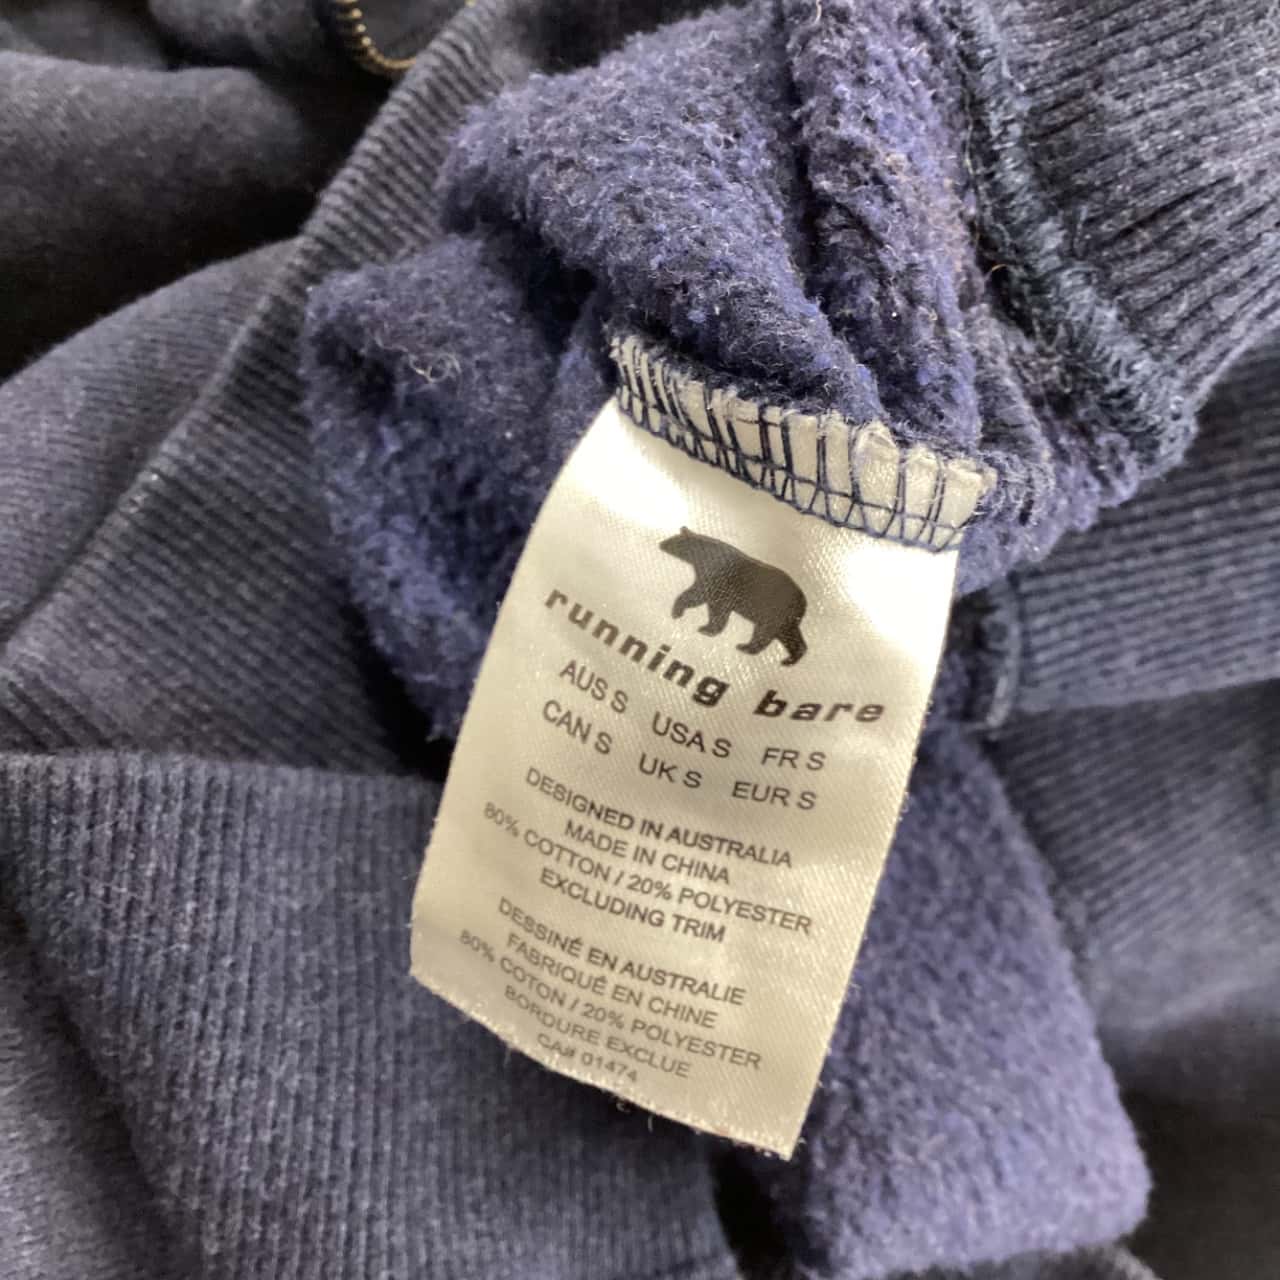 running bare
AUS S USA S FR S
CAN S UK S EUR S
DESIGNED IN AUSTRALIA
MADE IN CHINA
80% COTTON / 20% POLYESTER
EXCLUDING TRIM
DESSINÉ EN AUSTRALIE
FABRIQUÉ EN CHINE
80% COTON / 20% POLYESTER
BORDURE EXCLUE
CA# 01474